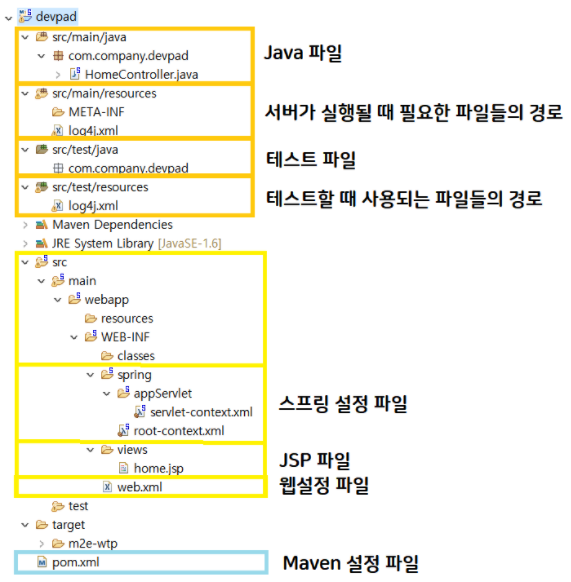 devpad
src/main/java
com.company.devpad
HomeController.java
Java 파일
src/main/resources
META-INF
log4j.xml
서버가 실행될 때 필요한 파일들의 경로
src/test/java
com.company.devpad
테스트 파일
src/test/resources
log4j.xml
테스트할 때 사용되는 파일들의 경로
Maven Dependencies
JRE System Library [JavaSE-1.6]
src
main
webapp
resources
WEB-INF
classes
spring
appServlet
servlet-context.xml
root-context.xml
스프링 설정 파일
views
home.jsp
JSP 파일
web.xml
웹설정 파일
test
target
m2e-wtp
pom.xml
Maven 설정 파일